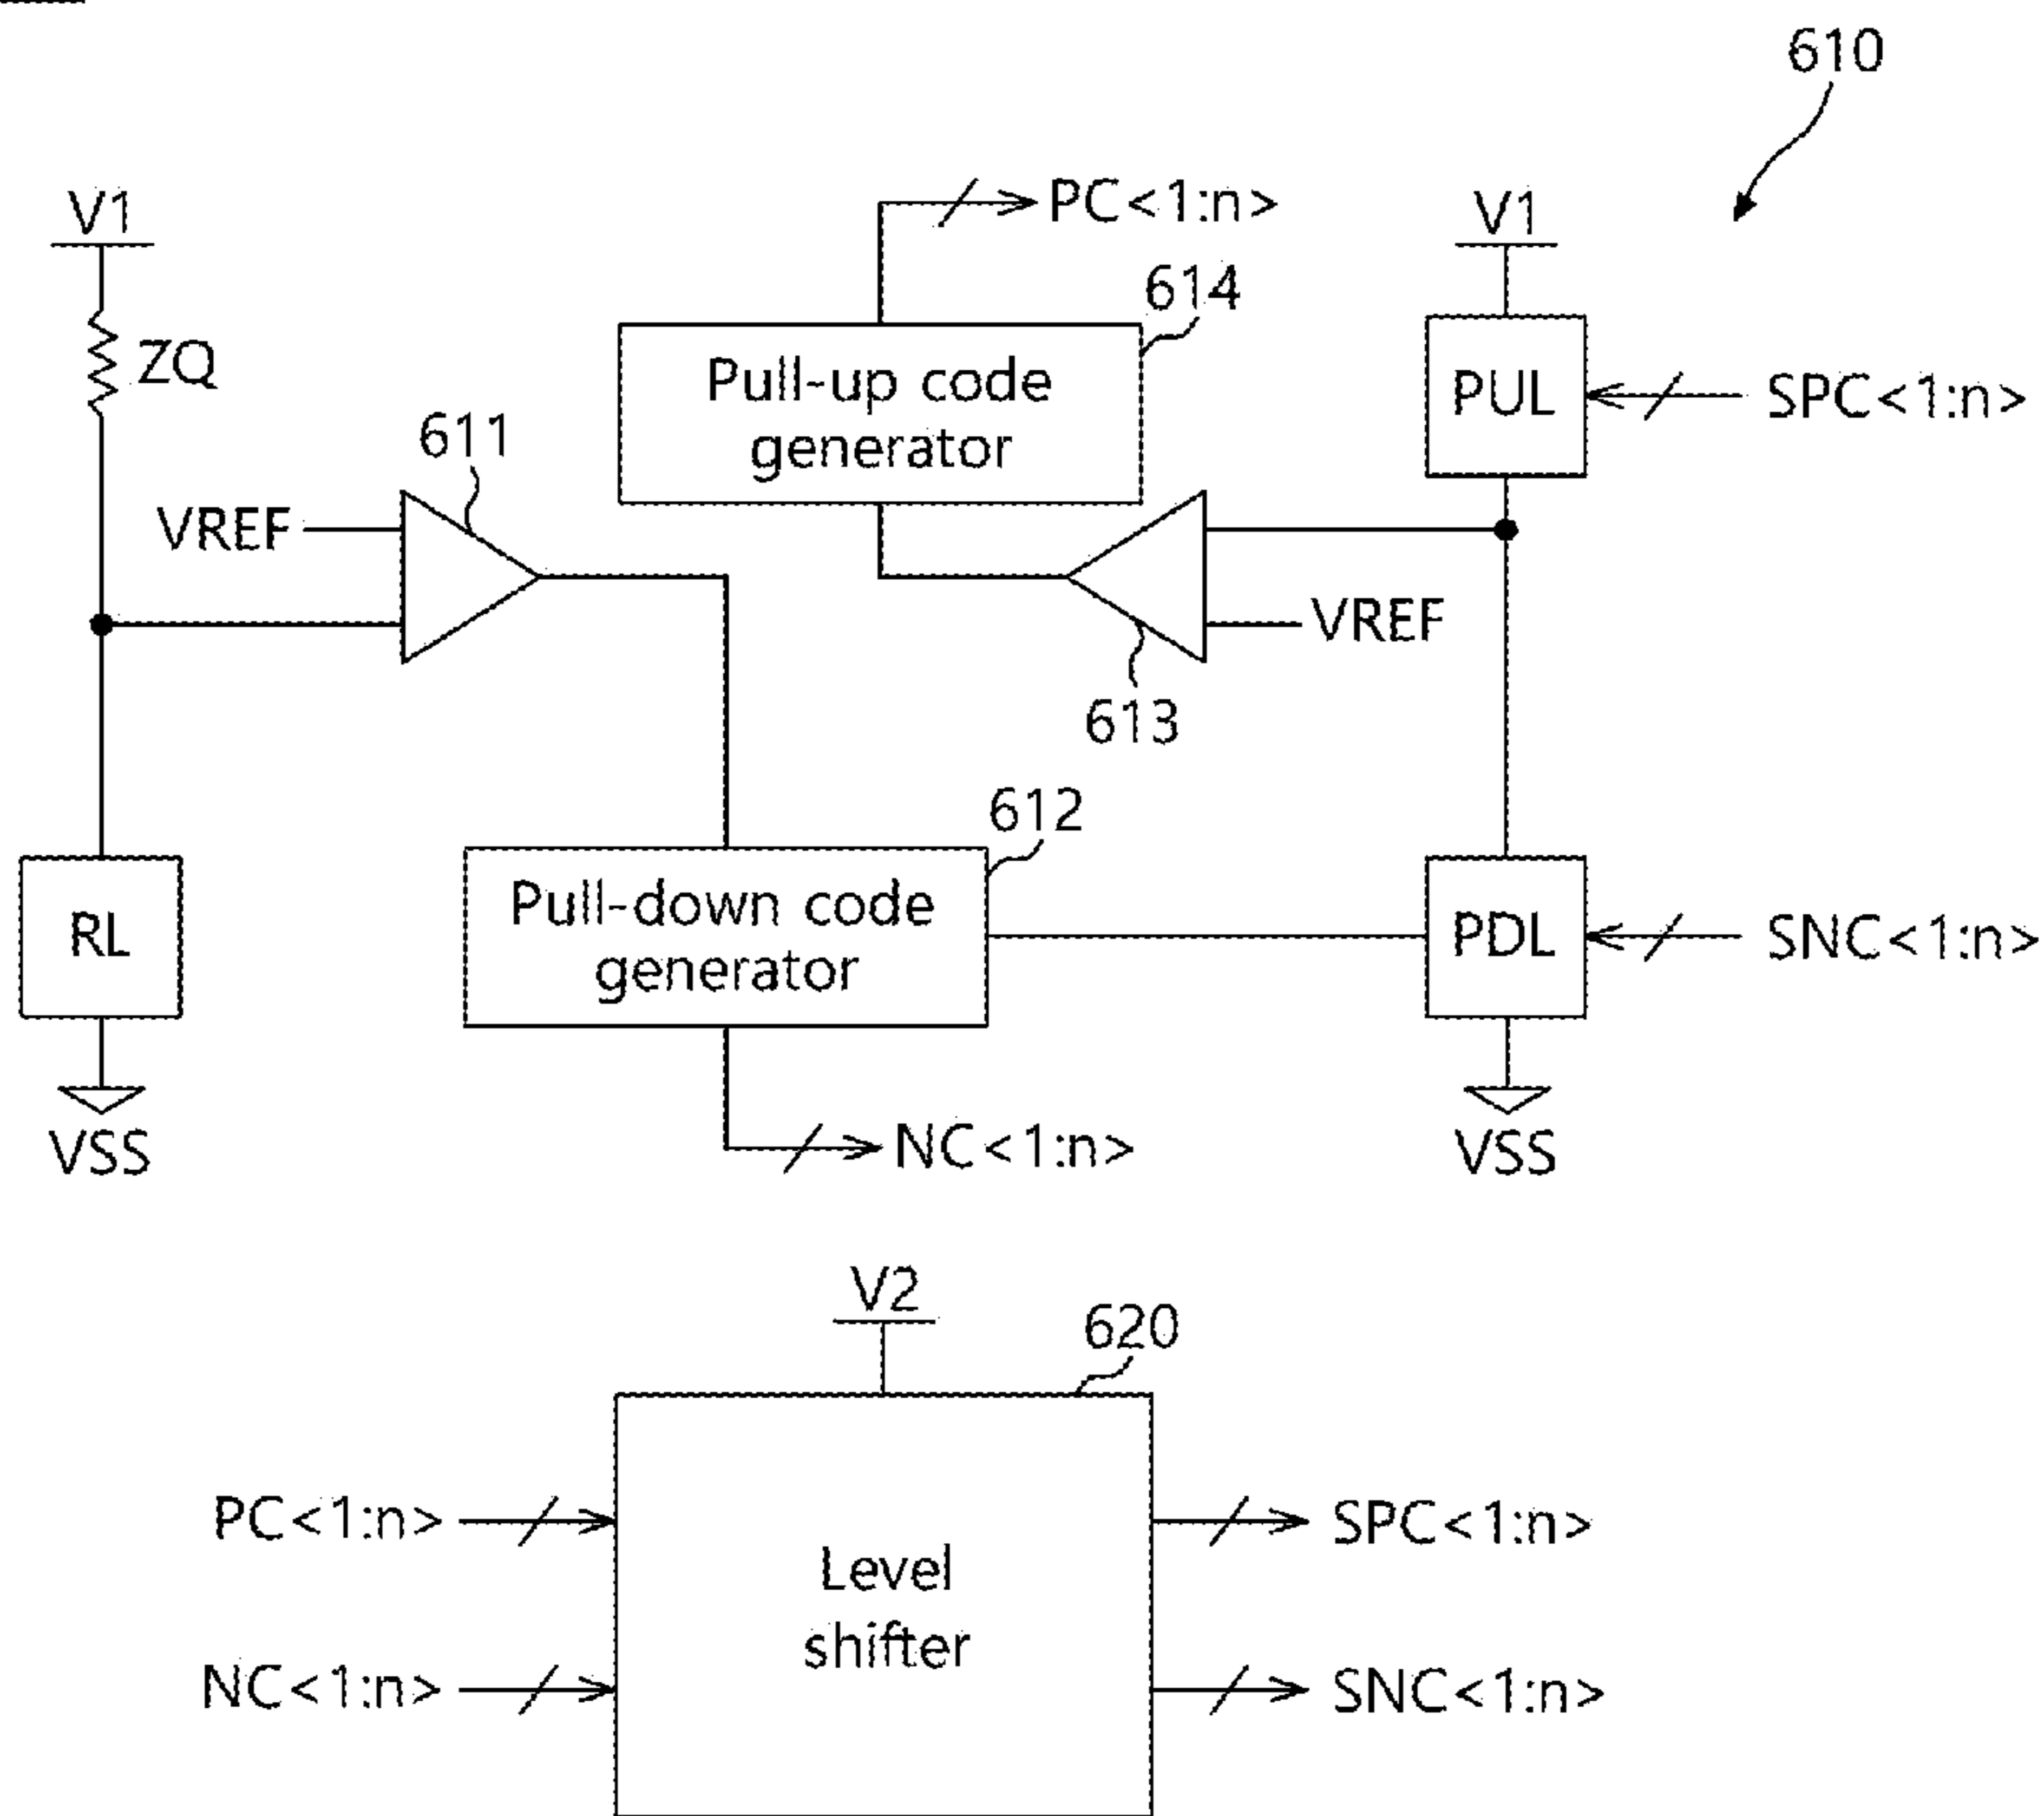 610
V1
PC<1:n>
V1
614
ZQ
Pull-up code
generator
PUL
SPC<1:n>
611
VREF
VREF
613
612
RL
Pull-down code
generator
PDL
SNC<1:n>
VSS
NC<1:n>
VSS
V2
620
PC<1:n>
SPC<1:n>
Level
shifter
NC<1:n>
SNC<1:n>